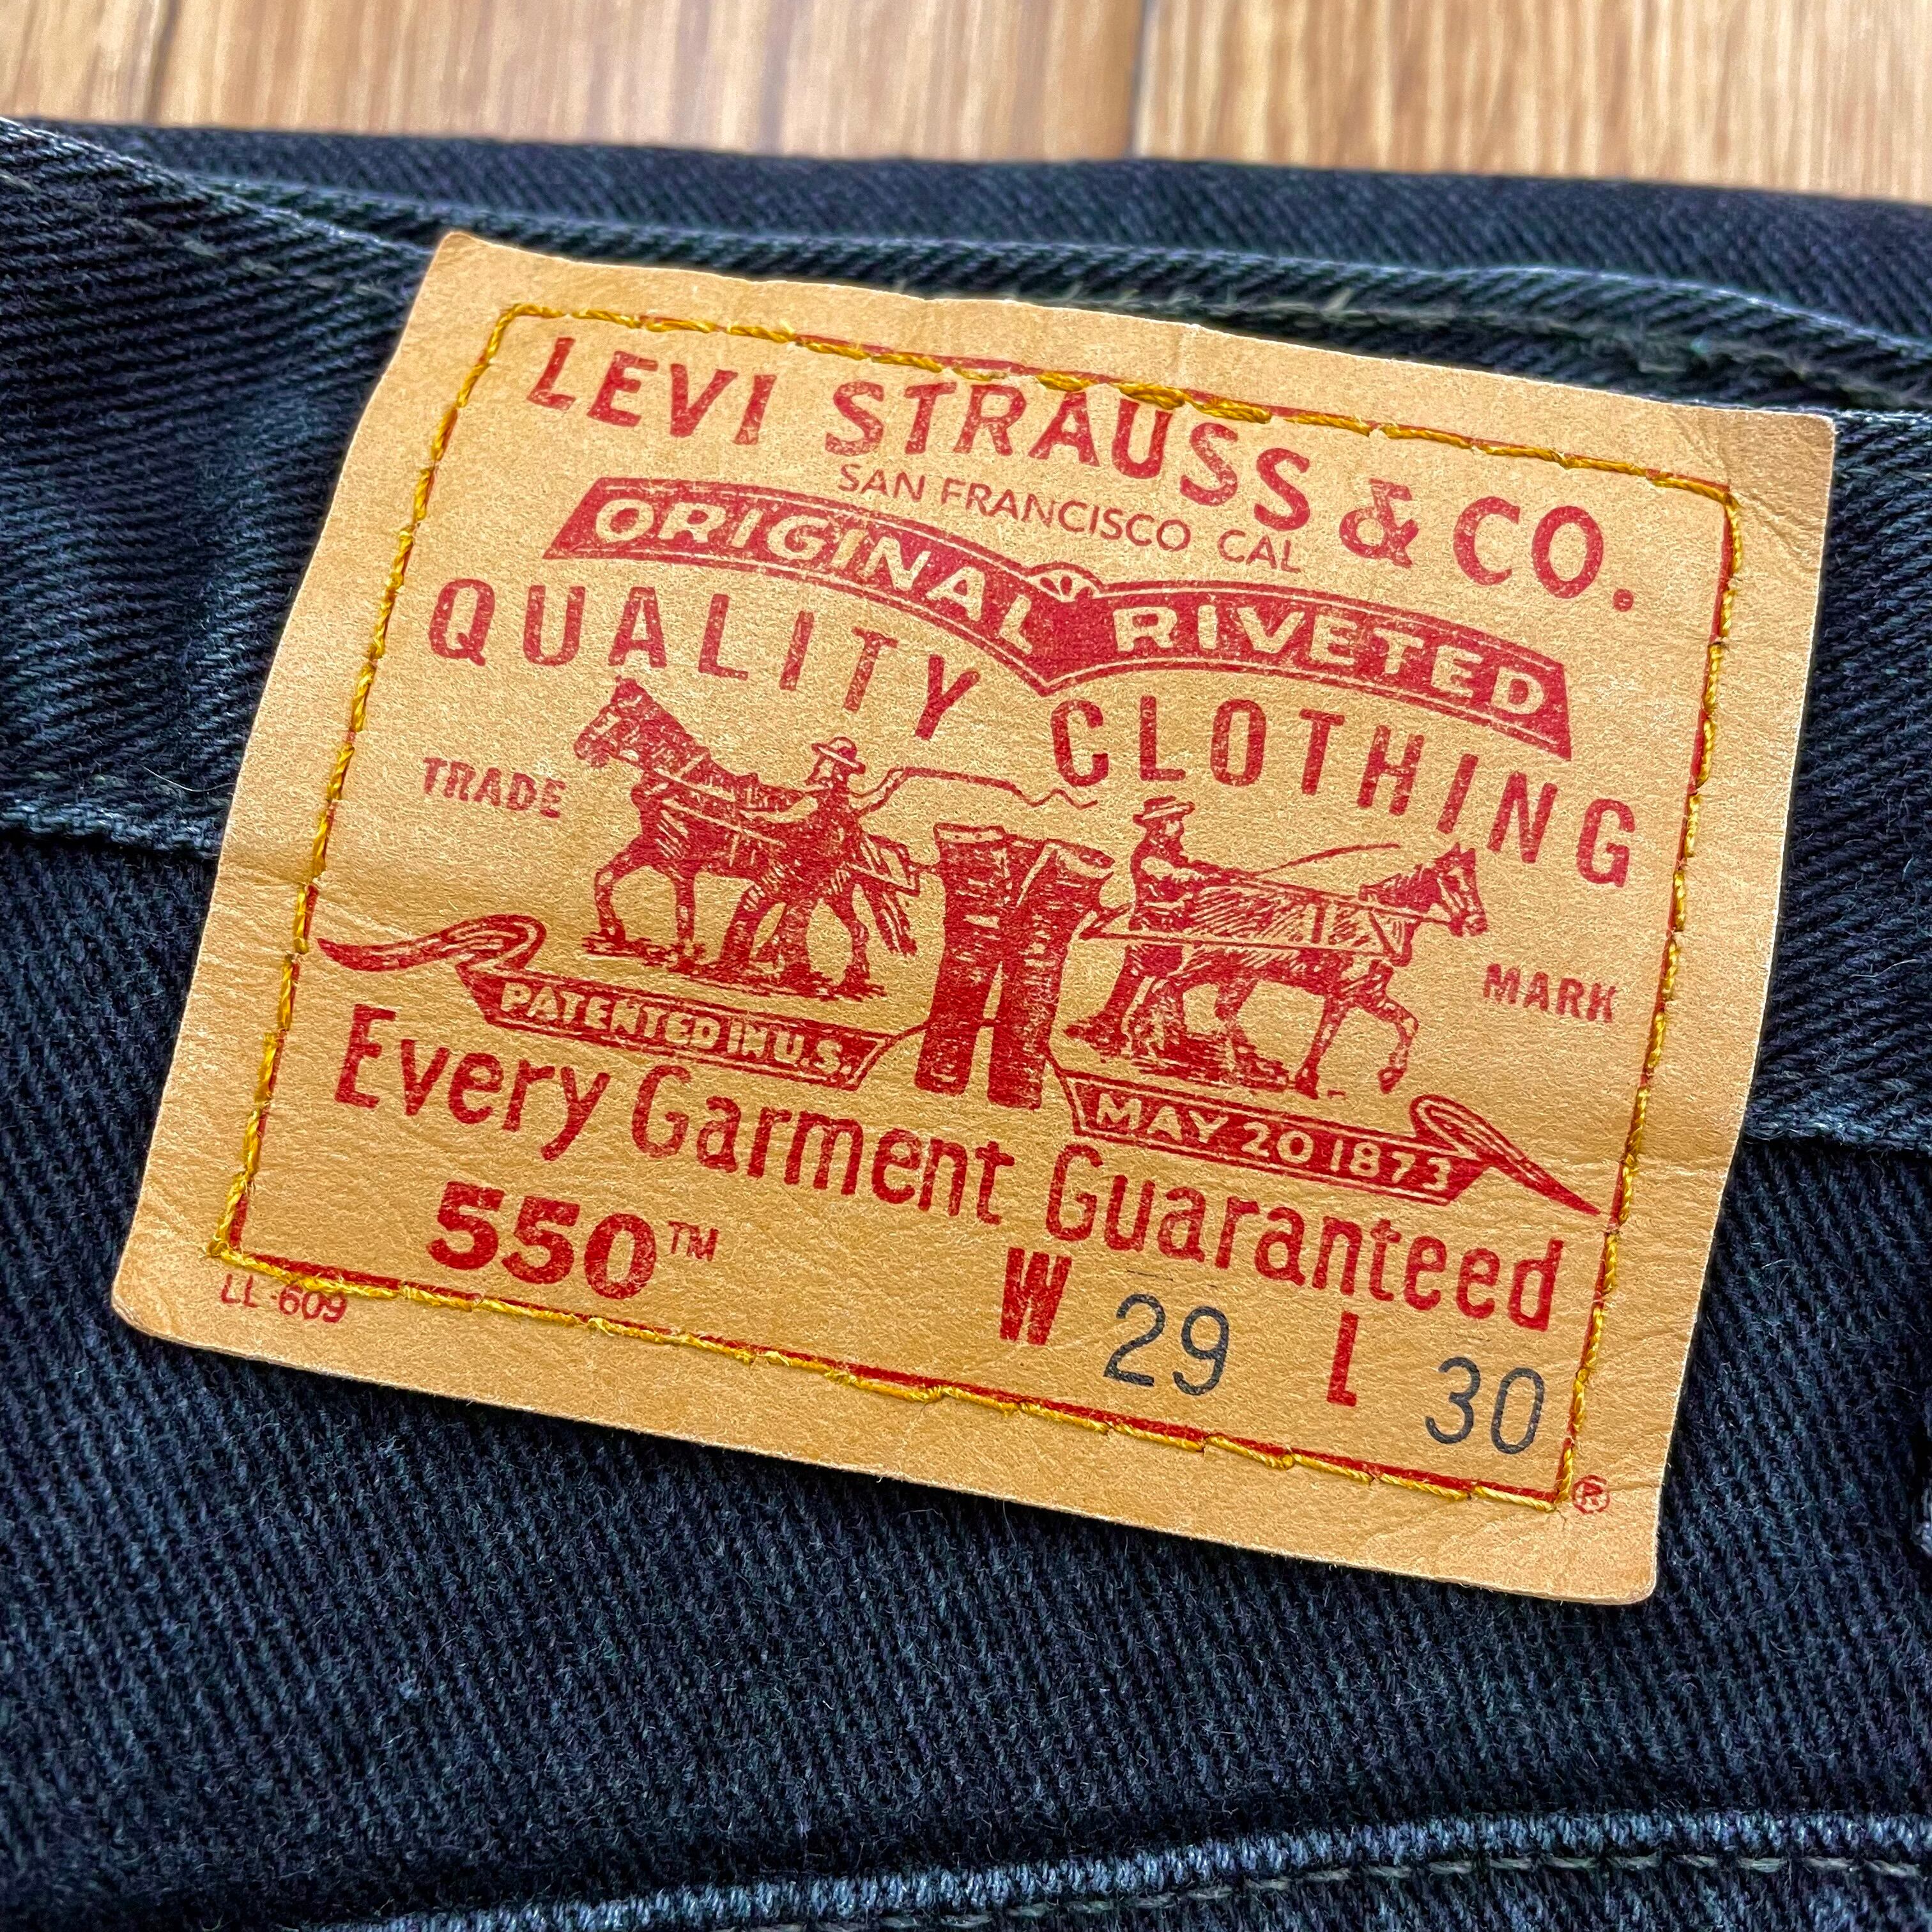 LEVI STRAUSS & CO.
SAN FRANCISCO CAL
ORIGINAL RIVETED
QUALITY CLOTHING
TRADE MARK
PATENTED IN U.S. MAY 20 1873
Every Garment Guaranteed
550™ W 29 L 30
LL-609 ®